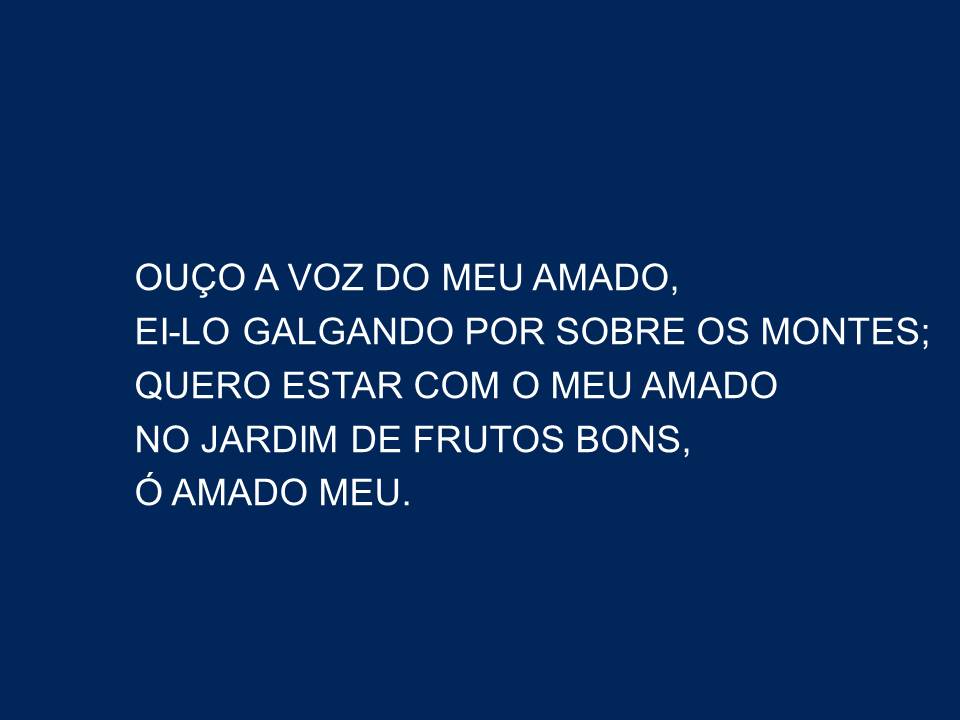 OUÇO A VOZ DO MEU AMADO,
EI-LO GALGANDO POR SOBRE OS MONTES;
QUERO ESTAR COM O MEU AMADO
NO JARDIM DE FRUTOS BONS,
Ó AMADO MEU.